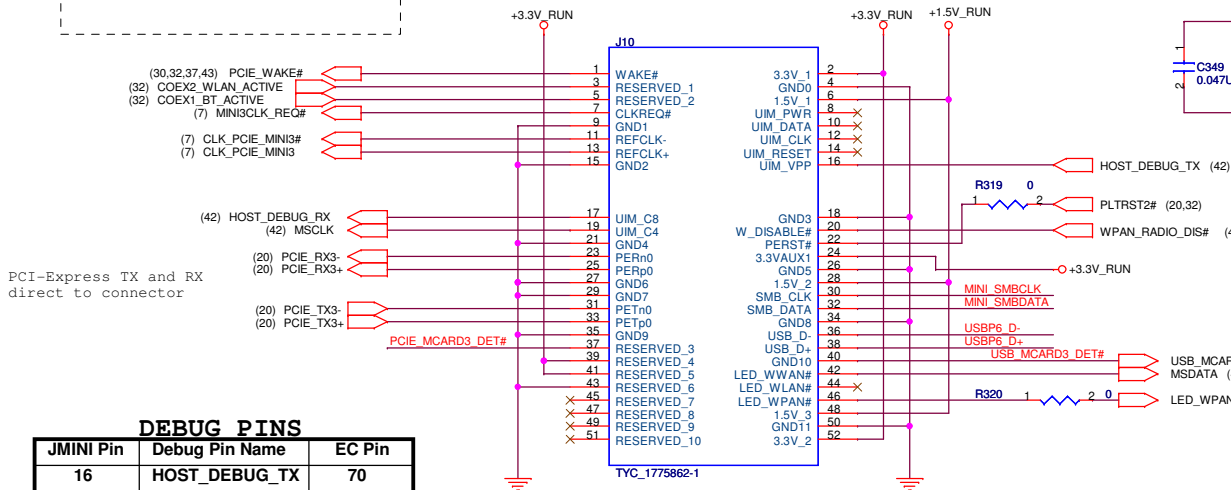 +3.3V_RUN
+3.3V_RUN
+1.5V_RUN
J10
C349
0.047U
1
2
(30,32,37,43) PCIE_WAKE# 1 WAKE#
(32) COEX2_WLAN_ACTIVE 3 RESERVED_1
(32) COEX1_BT_ACTIVE 5 RESERVED_2
(7) MINI3CLK_REQ# 7 CLKREQ#
9 GND1
(7) CLK_PCIE_MINI3# 11 REFCLK-
(7) CLK_PCIE_MINI3 13 REFCLK+
15 GND2
(42) HOST_DEBUG_RX 17 UIM_C8
(42) MSCLK 19 UIM_C4
21 GND4
(20) PCIE_RX3- 23 PERn0
(20) PCIE_RX3+ 25 PERp0
27 GND6
29 GND7
(20) PCIE_TX3- 31 PETn0
(20) PCIE_TX3+ 33 PETp0
35 GND9
PCIE_MCARD3_DET# 37 RESERVED_3
39 RESERVED_4
41 RESERVED_5
43 RESERVED_6
45 RESERVED_7
47 RESERVED_8
49 RESERVED_9
51 RESERVED_10
3.3V_1 2
GND0 4
1.5V_1 6
UIM_PWR 8
UIM_DATA 10
UIM_CLK 12
UIM_RESET 14
UIM_VPP 16 HOST_DEBUG_TX (42)
GND3 18
W_DISABLE# 20 WPAN_RADIO_DIS# (4
PERST# 22 R319 0 1 2 PLTRST2# (20,32)
3.3VAUX1 24 +3.3V_RUN
GND5 26
1.5V_2 28
SMB_CLK 30 MINI_SMBCLK
SMB_DATA 32 MINI_SMBDATA
GND8 34
USB_D- 36 USBP6_D-
USB_D+ 38 USBP6_D+
GND10 40 USB_MCARD3_DET# USB_MCAR
LED_WWAN# 42 MSDATA (
LED_WLAN# 44
LED_WPAN# 46 R320 1 2 0 LED_WPAN
1.5V_3 48
GND11 50
3.3V_2 52
TYC_1775862-1
PCI-Express TX and RX
direct to connector
DEBUG PINS
JMINI Pin Debug Pin Name EC Pin
16 HOST_DEBUG_TX 70